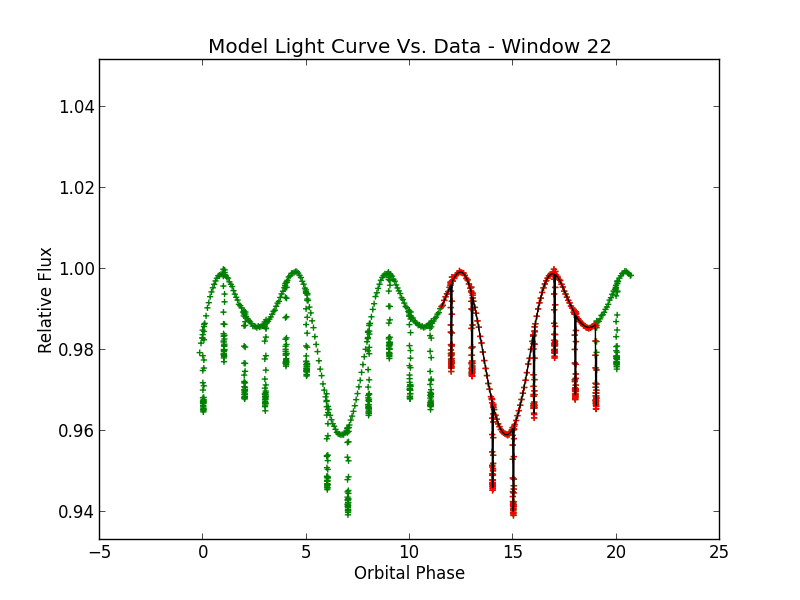 Model Light Curve Vs. Data - Window 22
1.04
1.02
1.00
0.98
0.96
0.94
Relative Flux
−5 0 5 10 15 20 25
Orbital Phase